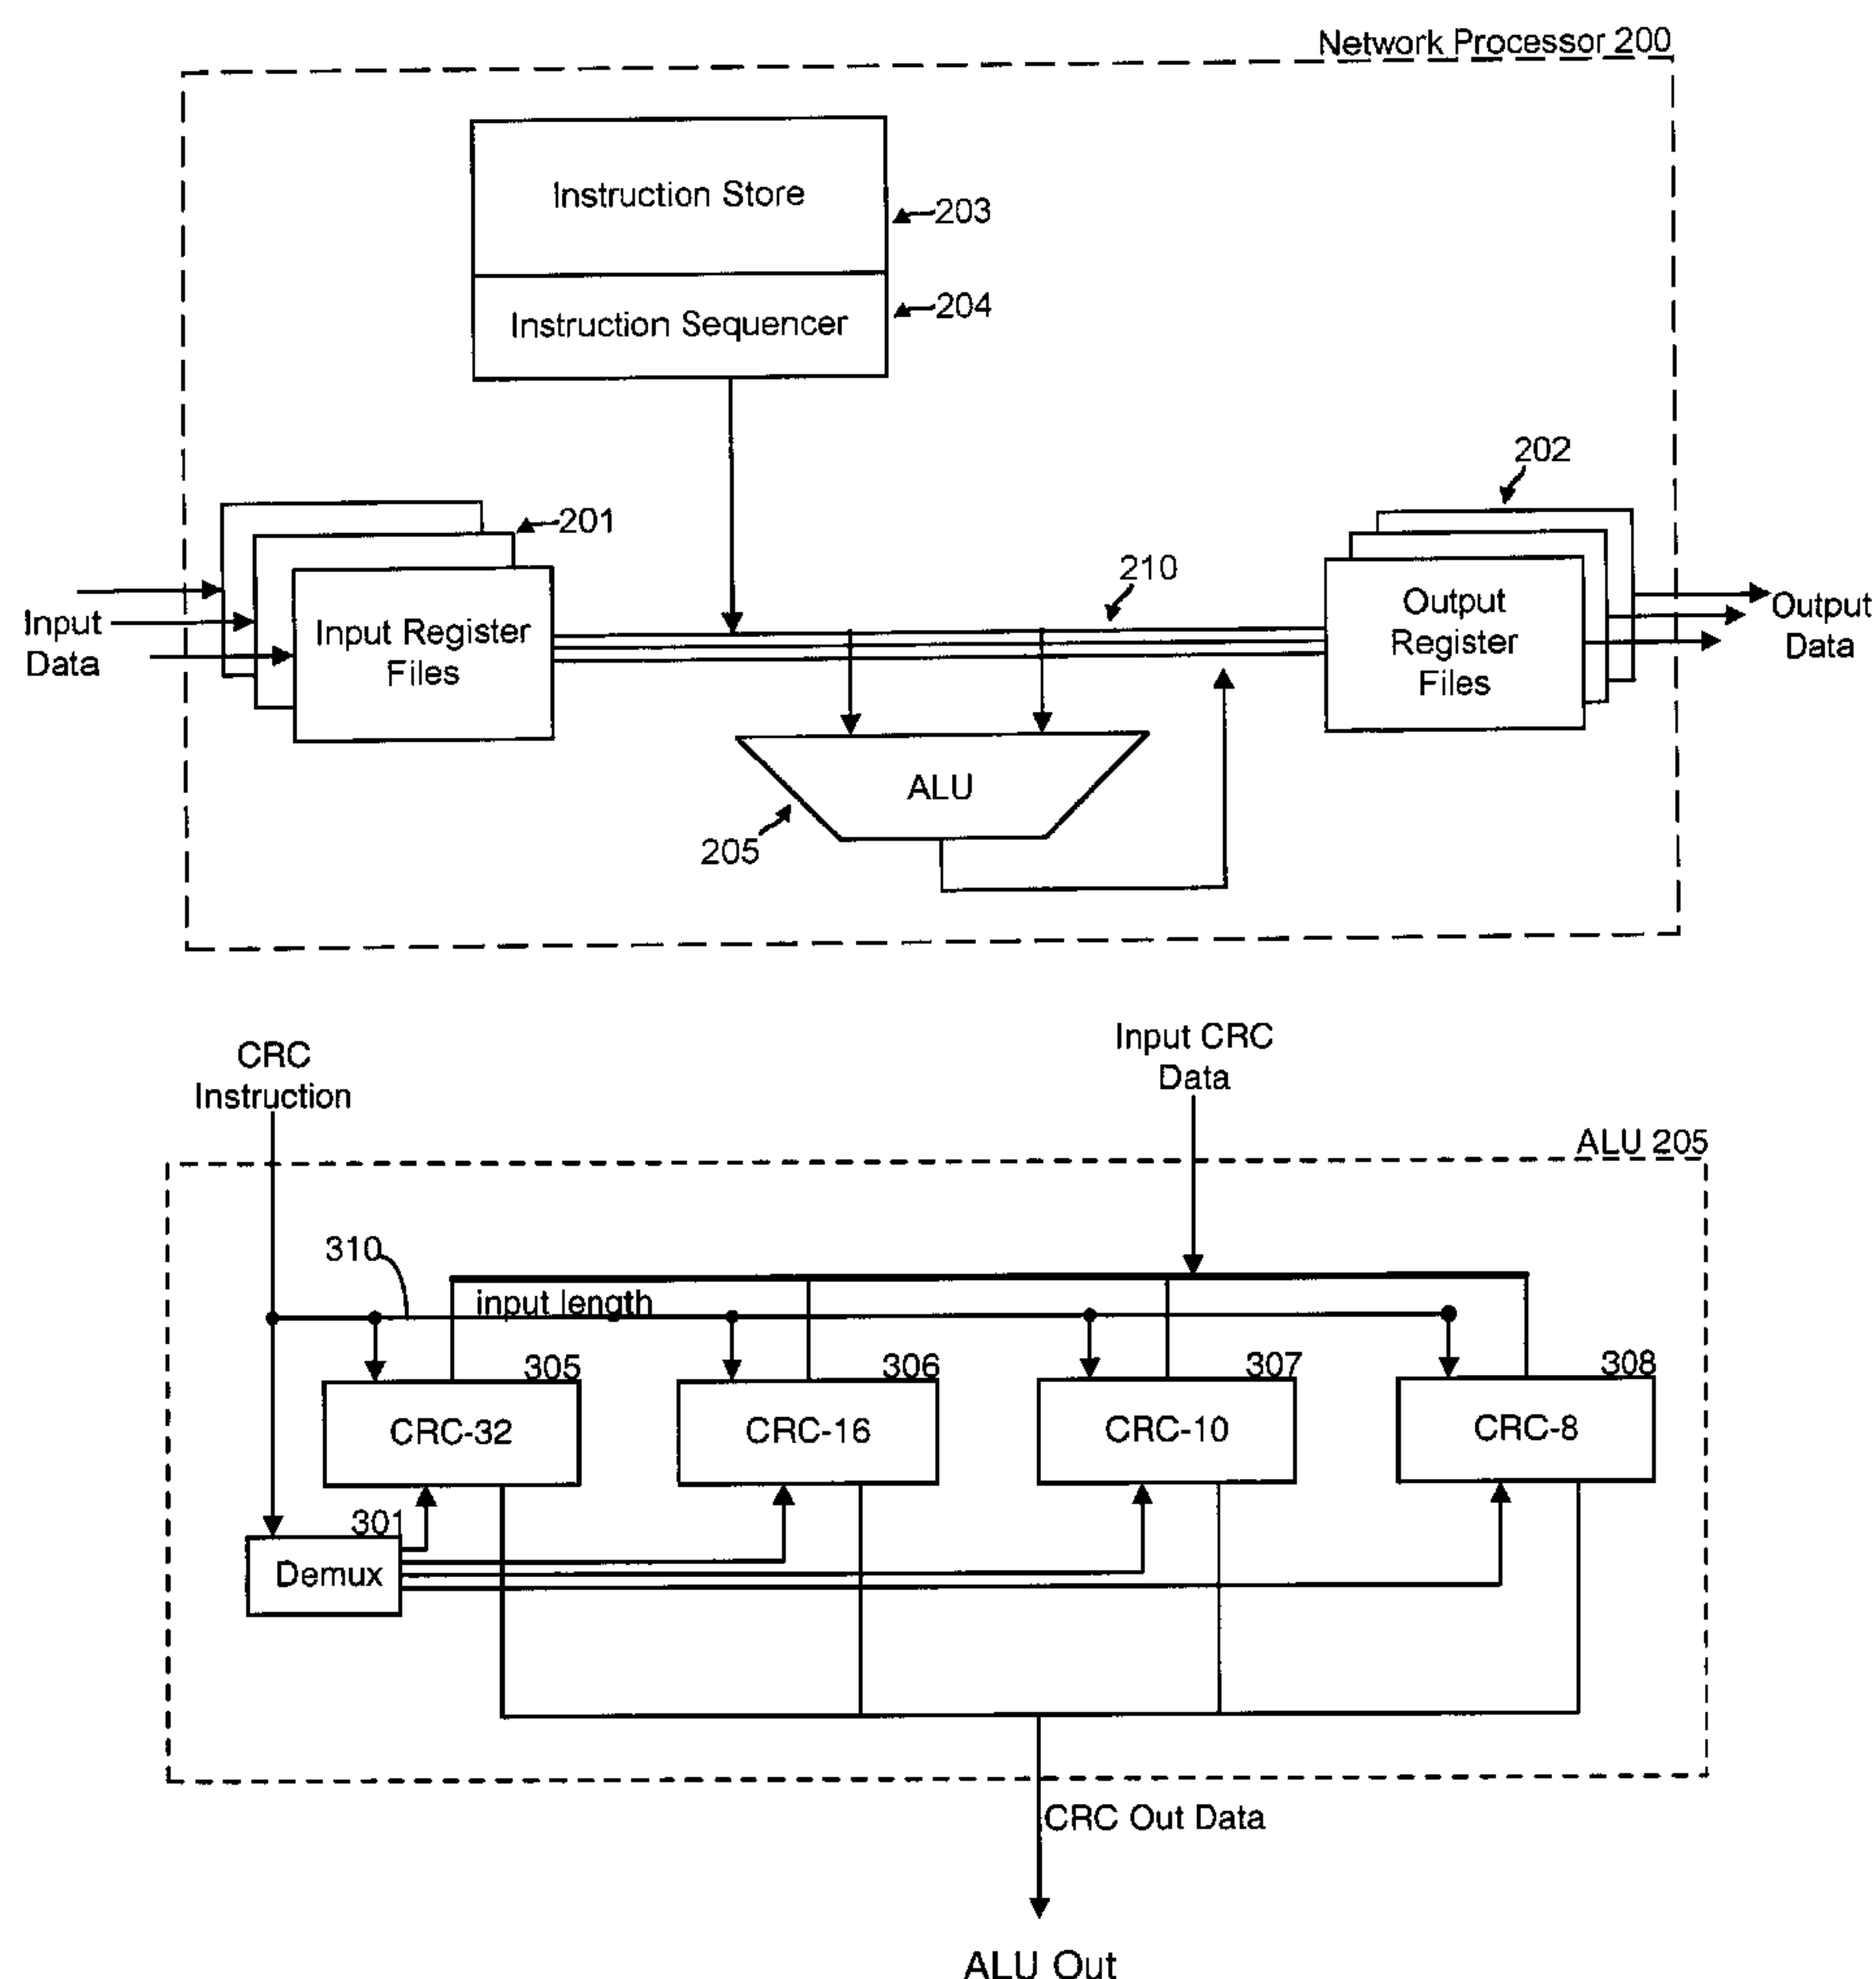 Network Processor 200
Instruction Store
203
Instruction Sequencer
204
202
201
210
Input
Data
Input Register
Files
Output
Register
Files
Output
Data
ALU
205
CRC
Instruction
Input CRC
Data
ALU 205
310
input length
305
306
307
308
CRC-32
CRC-16
CRC-10
CRC-8
301
Demux
CRC Out Data
ALU Out